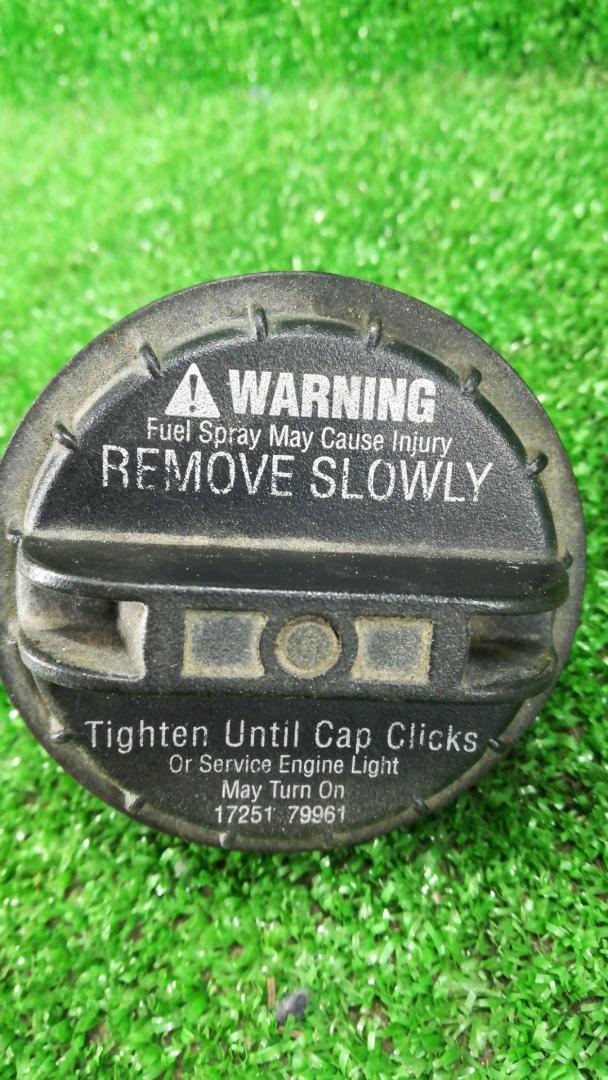 WARNING
Fuel Spray May Cause Injury
REMOVE SLOWLY
Tighten Until Cap Clicks
Or Service Engine Light
May Turn On
17251 79961